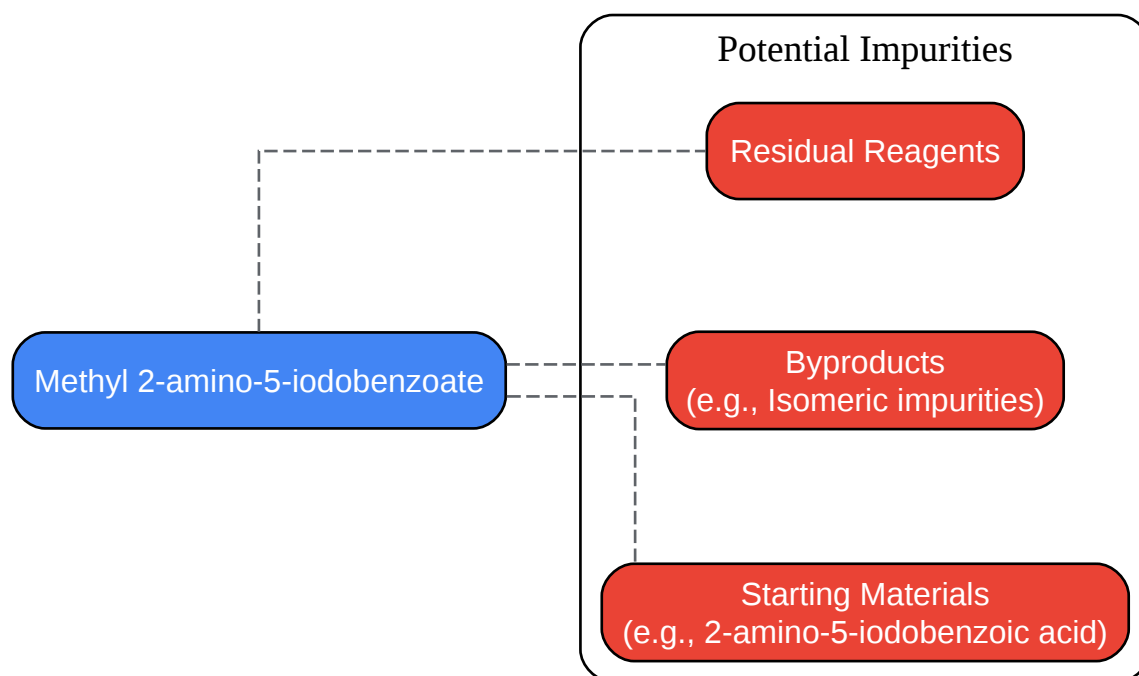 Potential Impurities
Residual Reagents
Methyl 2-amino-5-iodobenzoate
Byproducts
(e.g., Isomeric impurities)
Starting Materials
(e.g., 2-amino-5-iodobenzoic acid)